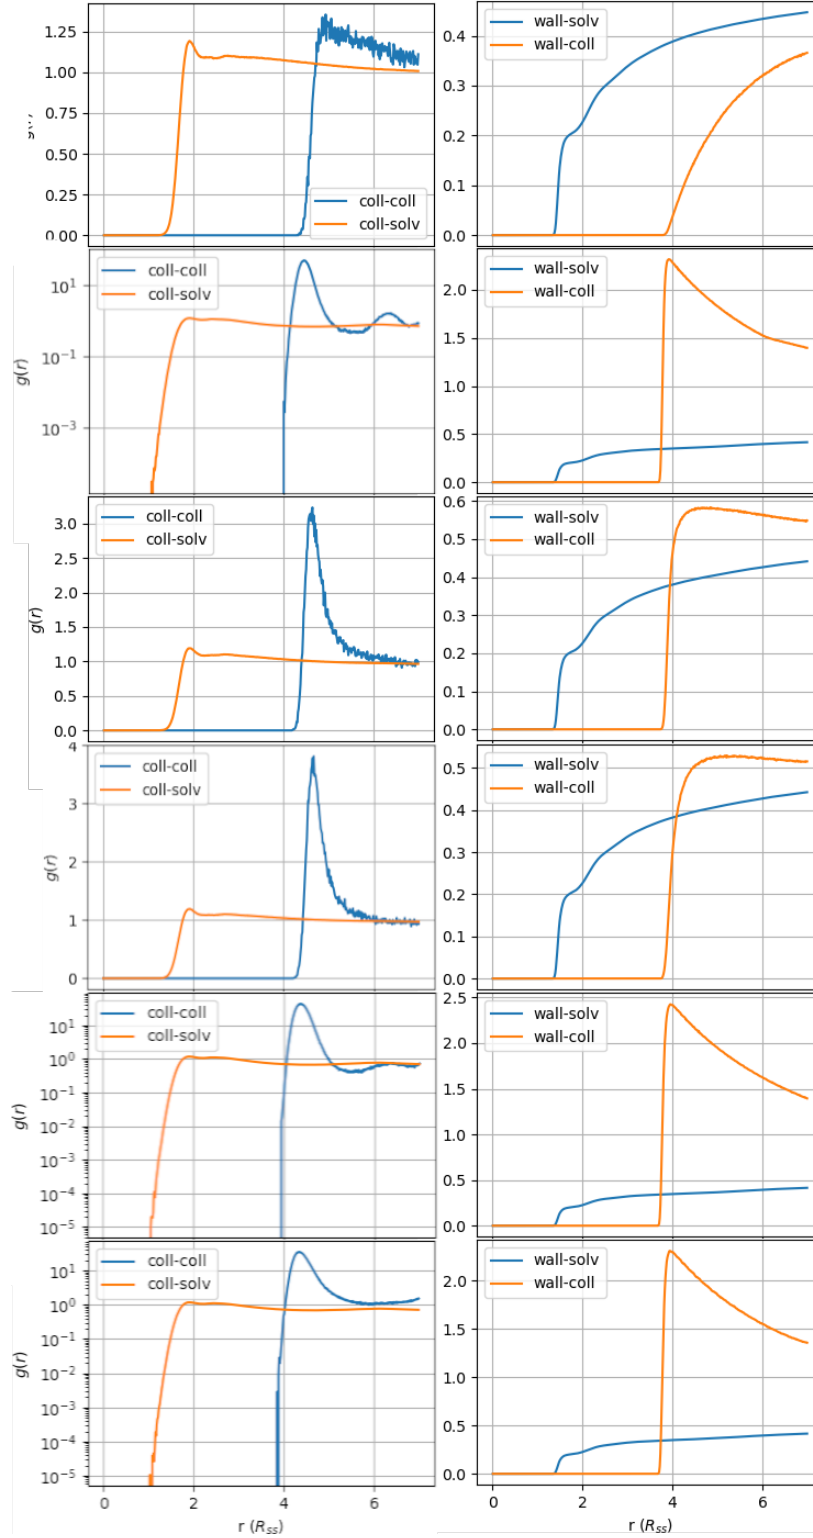 1.25
1.00
0.75
0.50
0.25
0.00
coll-coll
coll-solv
0.4
0.3
0.2
0.1
0.0
wall-solv
wall-coll
g(r)
10¹
10⁻¹
10⁻³
coll-coll
coll-solv
2.0
1.5
1.0
0.5
0.0
wall-solv
wall-coll
g(r)
3.0
2.5
2.0
1.5
1.0
0.5
0.0
coll-coll
coll-solv
0.6
0.5
0.4
0.3
0.2
0.1
0.0
wall-solv
wall-coll
g(r)
4
3
2
1
0
coll-coll
coll-solv
0.5
0.4
0.3
0.2
0.1
0.0
wall-solv
wall-coll
g(r)
10¹
10⁰
10⁻¹
10⁻²
10⁻³
10⁻⁴
10⁻⁵
coll-coll
coll-solv
2.5
2.0
1.5
1.0
0.5
0.0
wall-solv
wall-coll
g(r)
10¹
10⁰
10⁻¹
10⁻²
10⁻³
10⁻⁴
10⁻⁵
coll-coll
coll-solv
0 2 4 6
r (R_ss)
2.0
1.5
1.0
0.5
0.0
wall-solv
wall-coll
0 2 4 6
r (R_ss)